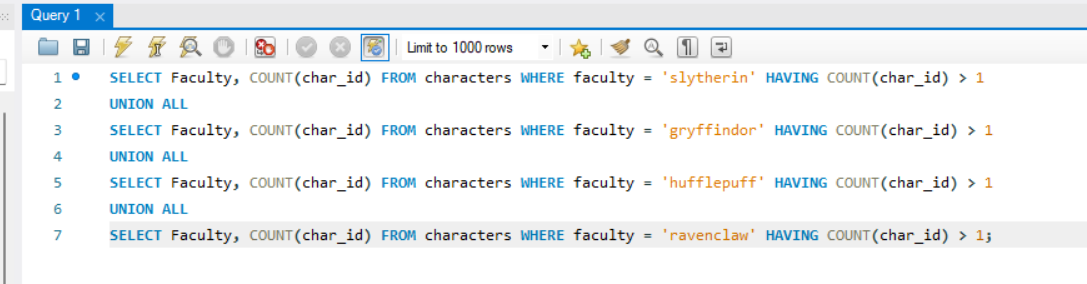 Query 1
Limit to 1000 rows
1 SELECT Faculty, COUNT(char_id) FROM characters WHERE faculty = 'slytherin' HAVING COUNT(char_id) > 1
2 UNION ALL
3 SELECT Faculty, COUNT(char_id) FROM characters WHERE faculty = 'gryffindor' HAVING COUNT(char_id) > 1
4 UNION ALL
5 SELECT Faculty, COUNT(char_id) FROM characters WHERE faculty = 'hufflepuff' HAVING COUNT(char_id) > 1
6 UNION ALL
7 SELECT Faculty, COUNT(char_id) FROM characters WHERE faculty = 'ravenclaw' HAVING COUNT(char_id) > 1;